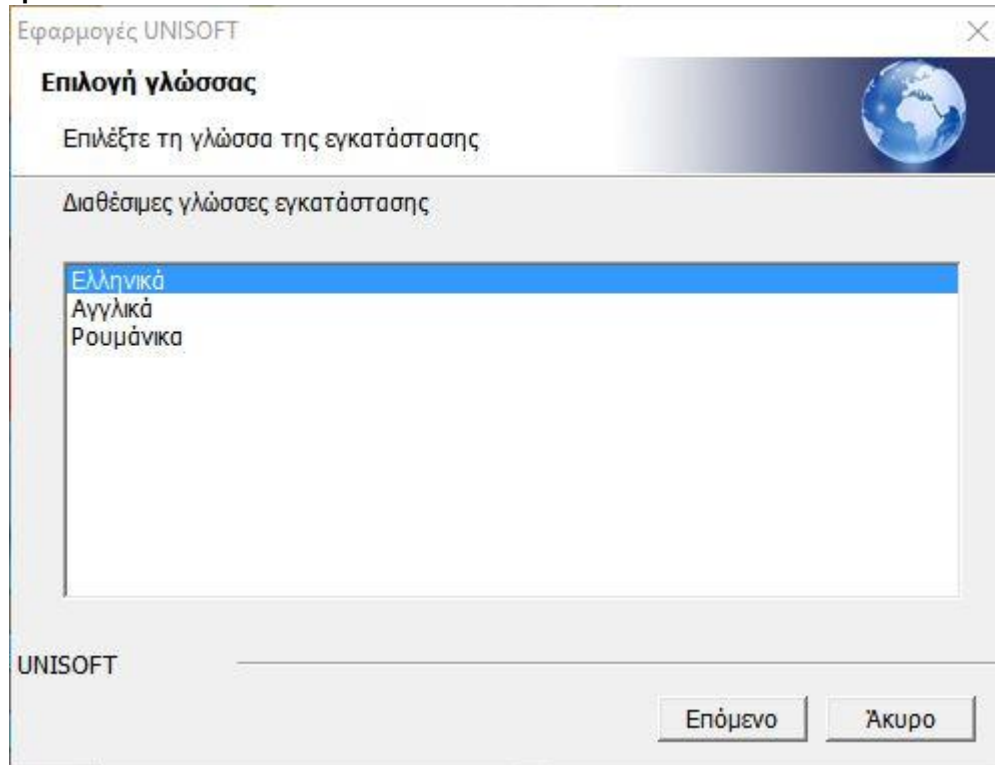 Εφαρμογές UNISOFT
Επιλογή γλώσσας
Επιλέξτε τη γλώσσα της εγκατάστασης
Διαθέσιμες γλώσσες εγκατάστασης
Ελληνικά
Αγγλικά
Ρουμάνικα
UNISOFT
Επόμενο
Άκυρο